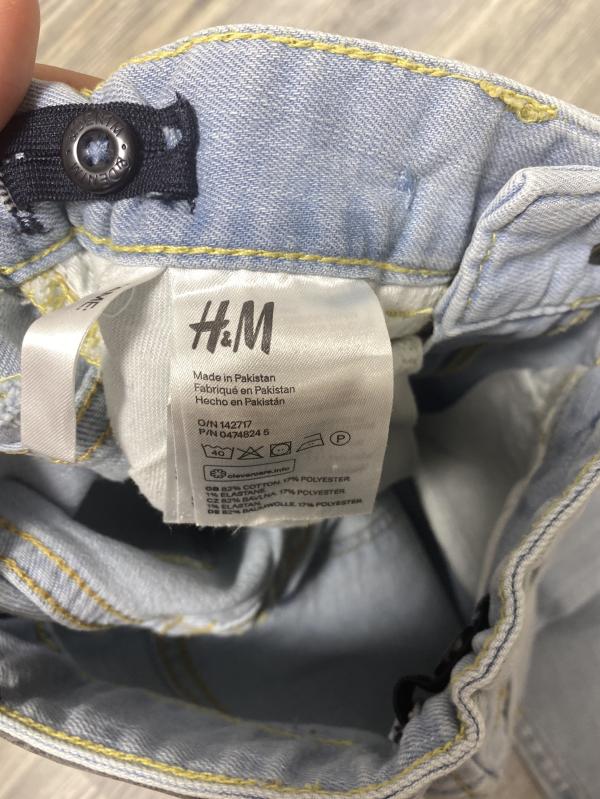 H&M
Made in Pakistan
Fabriqué en Pakistan
Hecho en Pakistán
O/N 142717
P/N 0474824 5
40 P
clevercare.info
GB 82% COTTON, 17% POLYESTER,
1% ELASTANE
CZ 82% BAVLNA, 17% POLYESTER,
1% ELASTAN
DE 82% BAUMWOLLE, 17% POLYESTER,